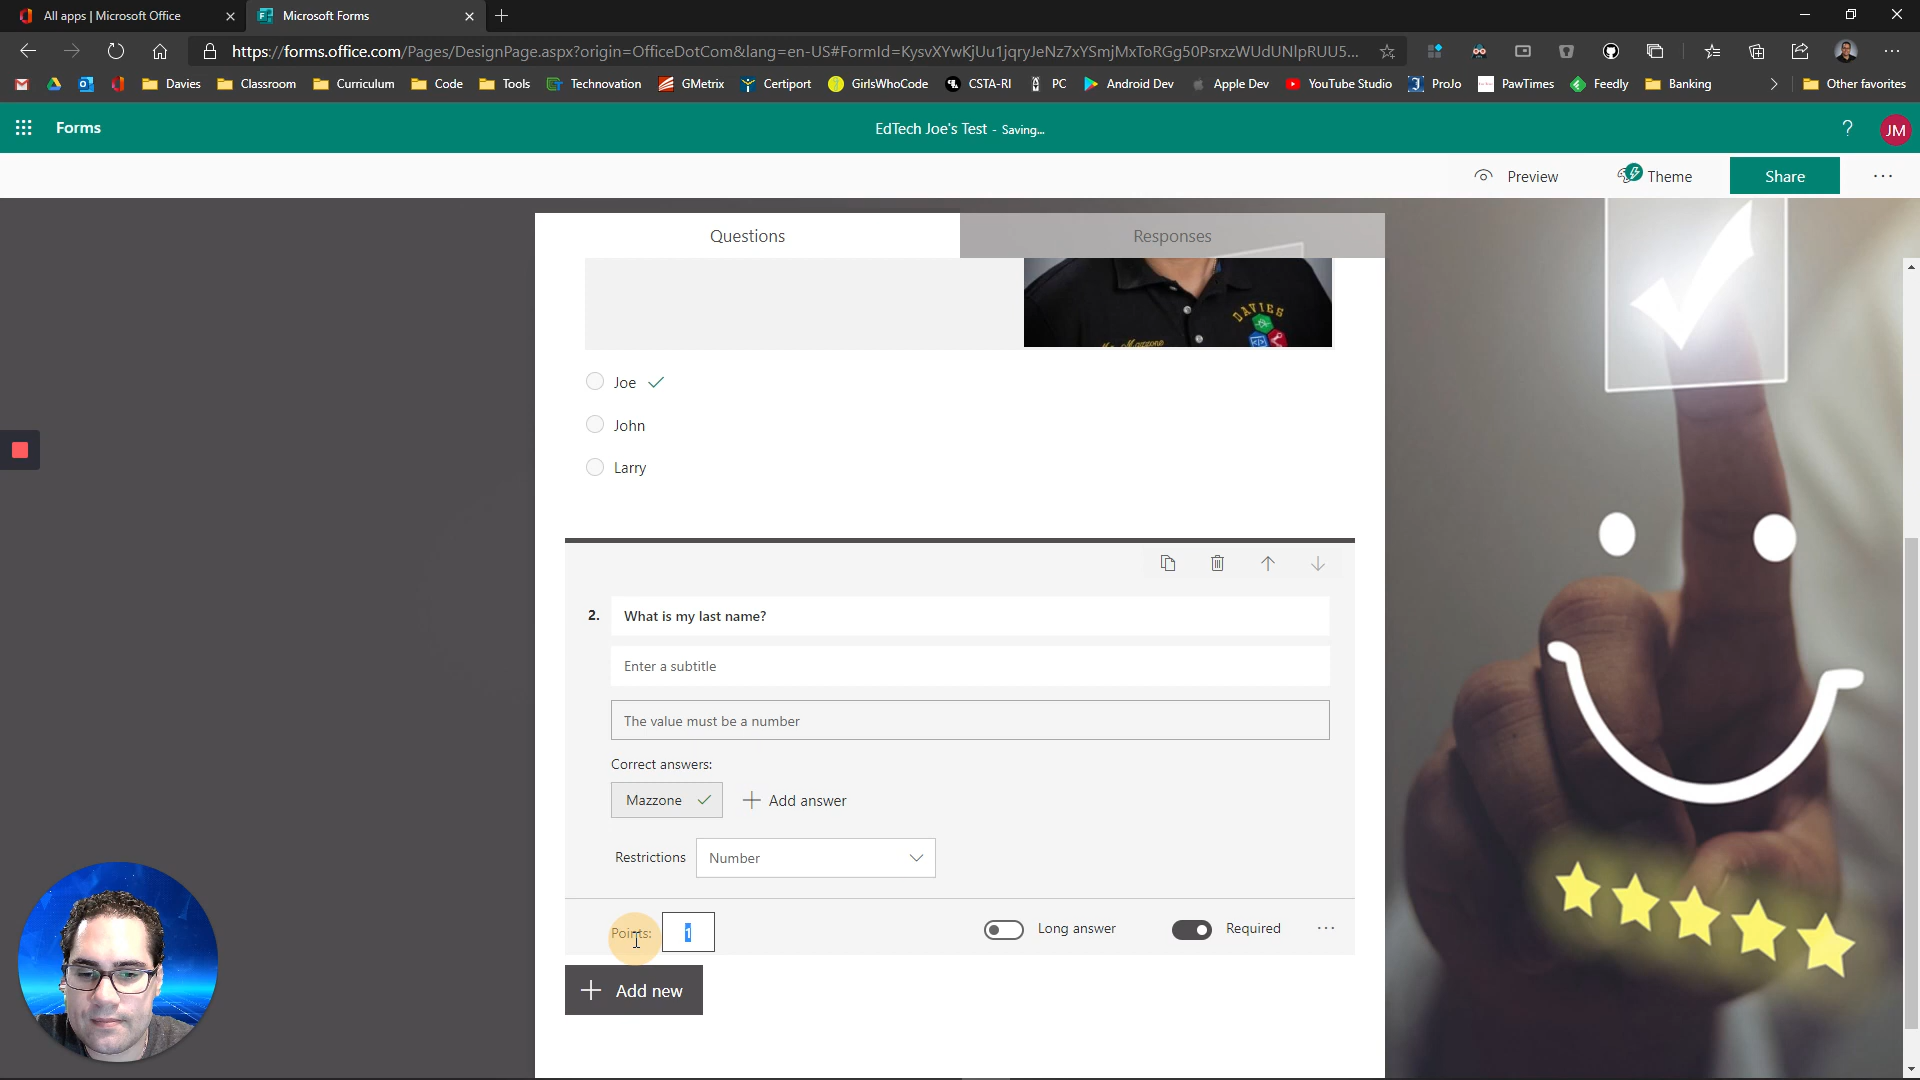 All apps | Microsoft Office
Microsoft Forms
https://forms.office.com/Pages/DesignPage.aspx?origin=OfficeDotCom&lang=en-US#FormId=KysvXYwKjUu1jqryJeNz7xYSmjMxToRGg50PsrxzWUdUNlpRUU5...
Davies
Classroom
Curriculum
Code
Tools
Technovation
GMetrix
Certiport
GirlsWhoCode
CSTA-RI
PC
Android Dev
Apple Dev
YouTube Studio
ProJo
PawTimes
Feedly
Banking
Other favorites
Forms
EdTech Joe's Test - Saving...
?
JM
Preview
Theme
Share
Questions
Responses
DAVIES
Mr. Mazzone
Joe
John
Larry
2.
What is my last name?
Enter a subtitle
The value must be a number
Correct answers:
Mazzone
Add answer
Restrictions
Number
Points:
1
Long answer
Required
Add new